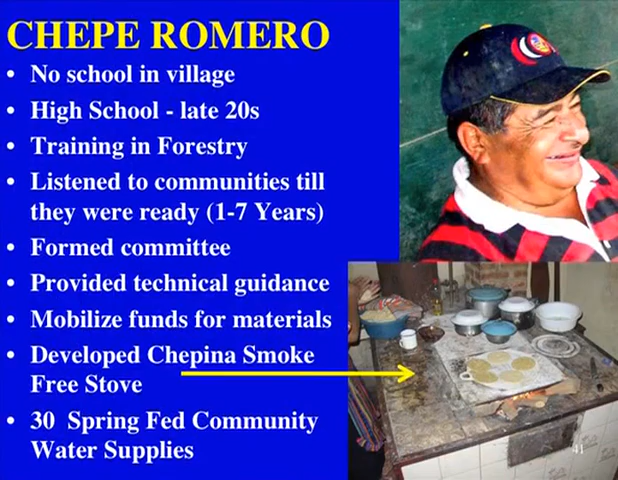 CHEPE ROMERO
• No school in village
• High School - late 20s
• Training in Forestry
• Listened to communities till
they were ready (1-7 Years)
• Formed committee
• Provided technical guidance
• Mobilize funds for materials
• Developed Chepina Smoke
Free Stove
• 30 Spring Fed Community
Water Supplies
41